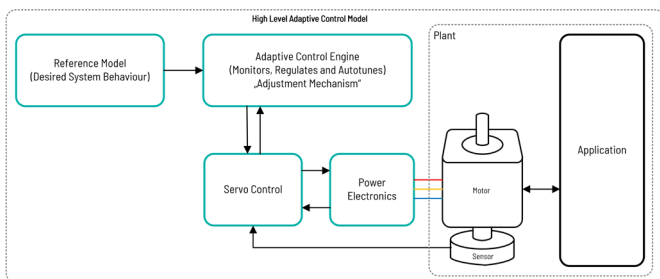 High Level Adaptive Control Model
Plant
Reference Model
(Desired System Behaviour)
Adaptive Control Engine
(Monitors, Regulates and Autotunes)
„Adjustment Mechanism“
Application
Servo Control
Power
Electronics
Motor
Sensor